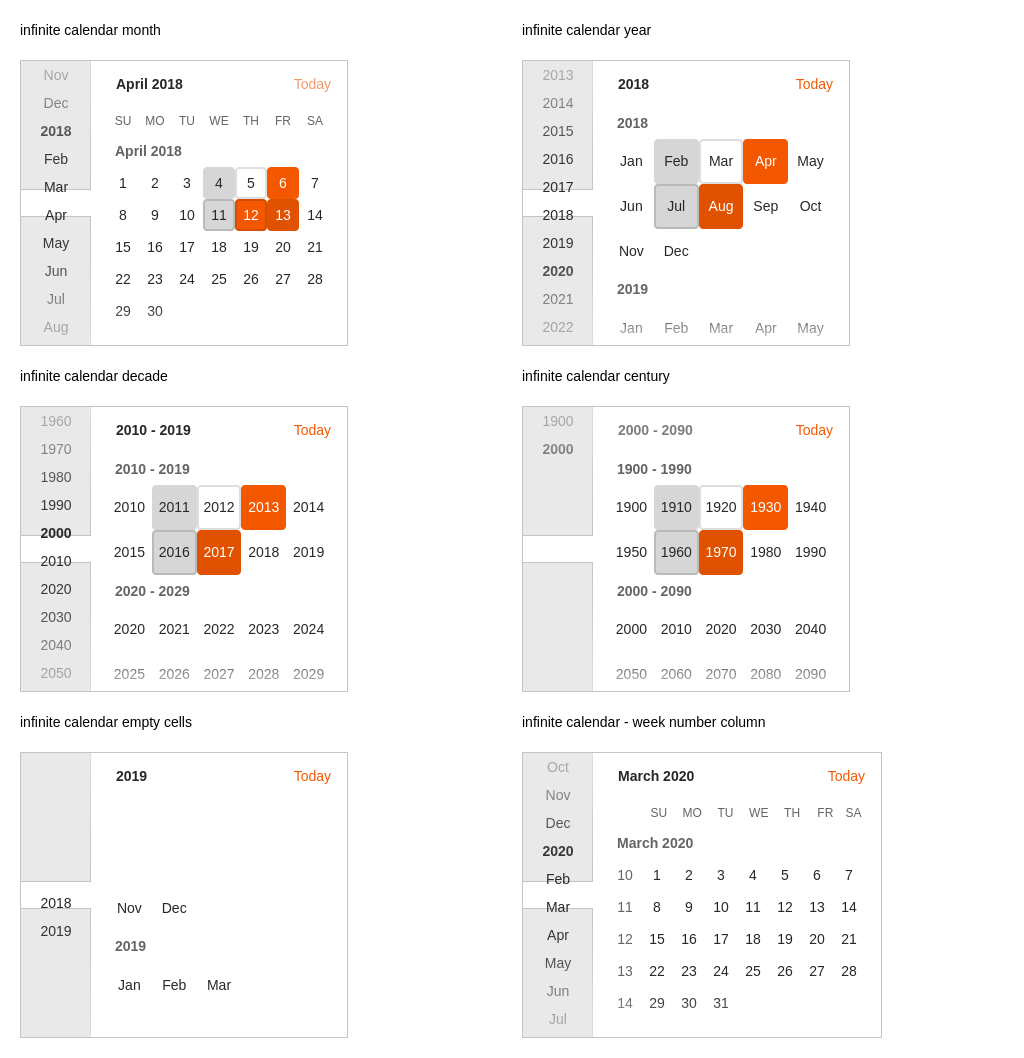 infinite calendar month
Nov
Dec
2018
Feb
Mar
Apr
May
Jun
Jul
Aug
April 2018 Today
SU MO TU WE TH FR SA
April 2018
1 2 3 4 5 6 7
8 9 10 11 12 13 14
15 16 17 18 19 20 21
22 23 24 25 26 27 28
29 30
infinite calendar year
2013
2014
2015
2016
2017
2018
2019
2020
2021
2022
2018 Today
2018
Jan Feb Mar Apr May
Jun Jul Aug Sep Oct
Nov Dec
2019
Jan Feb Mar Apr May
infinite calendar decade
1960
1970
1980
1990
2000
2010
2020
2030
2040
2050
2010 - 2019 Today
2010 - 2019
2010 2011 2012 2013 2014
2015 2016 2017 2018 2019
2020 - 2029
2020 2021 2022 2023 2024
2025 2026 2027 2028 2029
infinite calendar century
1900
2000
2000 - 2090 Today
1900 - 1990
1900 1910 1920 1930 1940
1950 1960 1970 1980 1990
2000 - 2090
2000 2010 2020 2030 2040
2050 2060 2070 2080 2090
infinite calendar empty cells
2018
2019
2019 Today
Nov Dec
2019
Jan Feb Mar
infinite calendar - week number column
Oct
Nov
Dec
2020
Feb
Mar
Apr
May
Jun
Jul
March 2020 Today
SU MO TU WE TH FR SA
March 2020
10 1 2 3 4 5 6 7
11 8 9 10 11 12 13 14
12 15 16 17 18 19 20 21
13 22 23 24 25 26 27 28
14 29 30 31